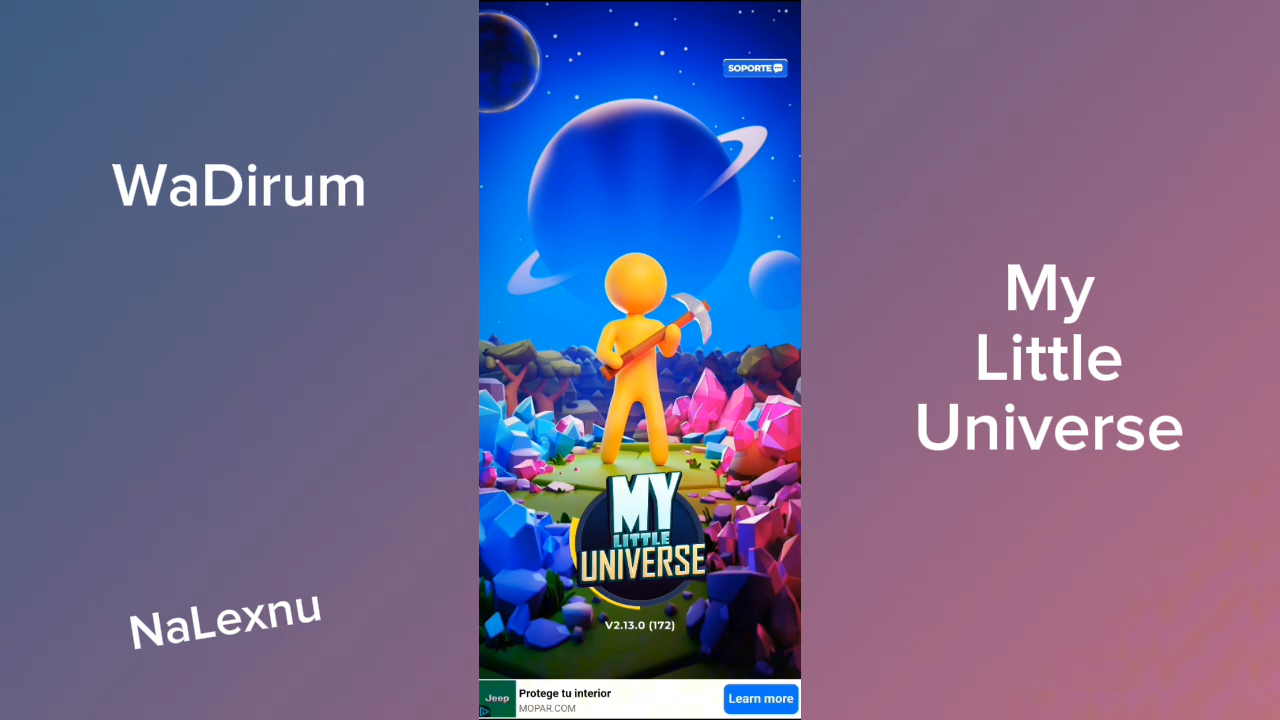 WaDirum
NaLexnu
SOPORTE
MY
LITTLE
UNIVERSE
V2.13.0 (172)
Jeep
Protege tu interior
MOPAR.COM
Learn more
My
Little
Universe